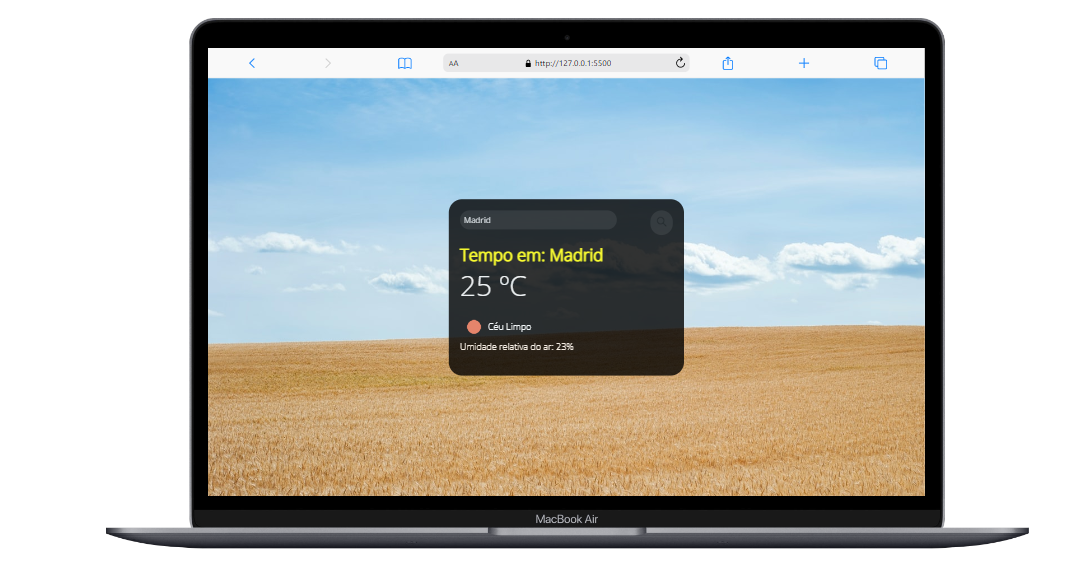 AA
http://127.0.0.1:5500
Madrid
Tempo em: Madrid
25 ºC
Céu Limpo
Umidade relativa do ar: 23%
MacBook Air